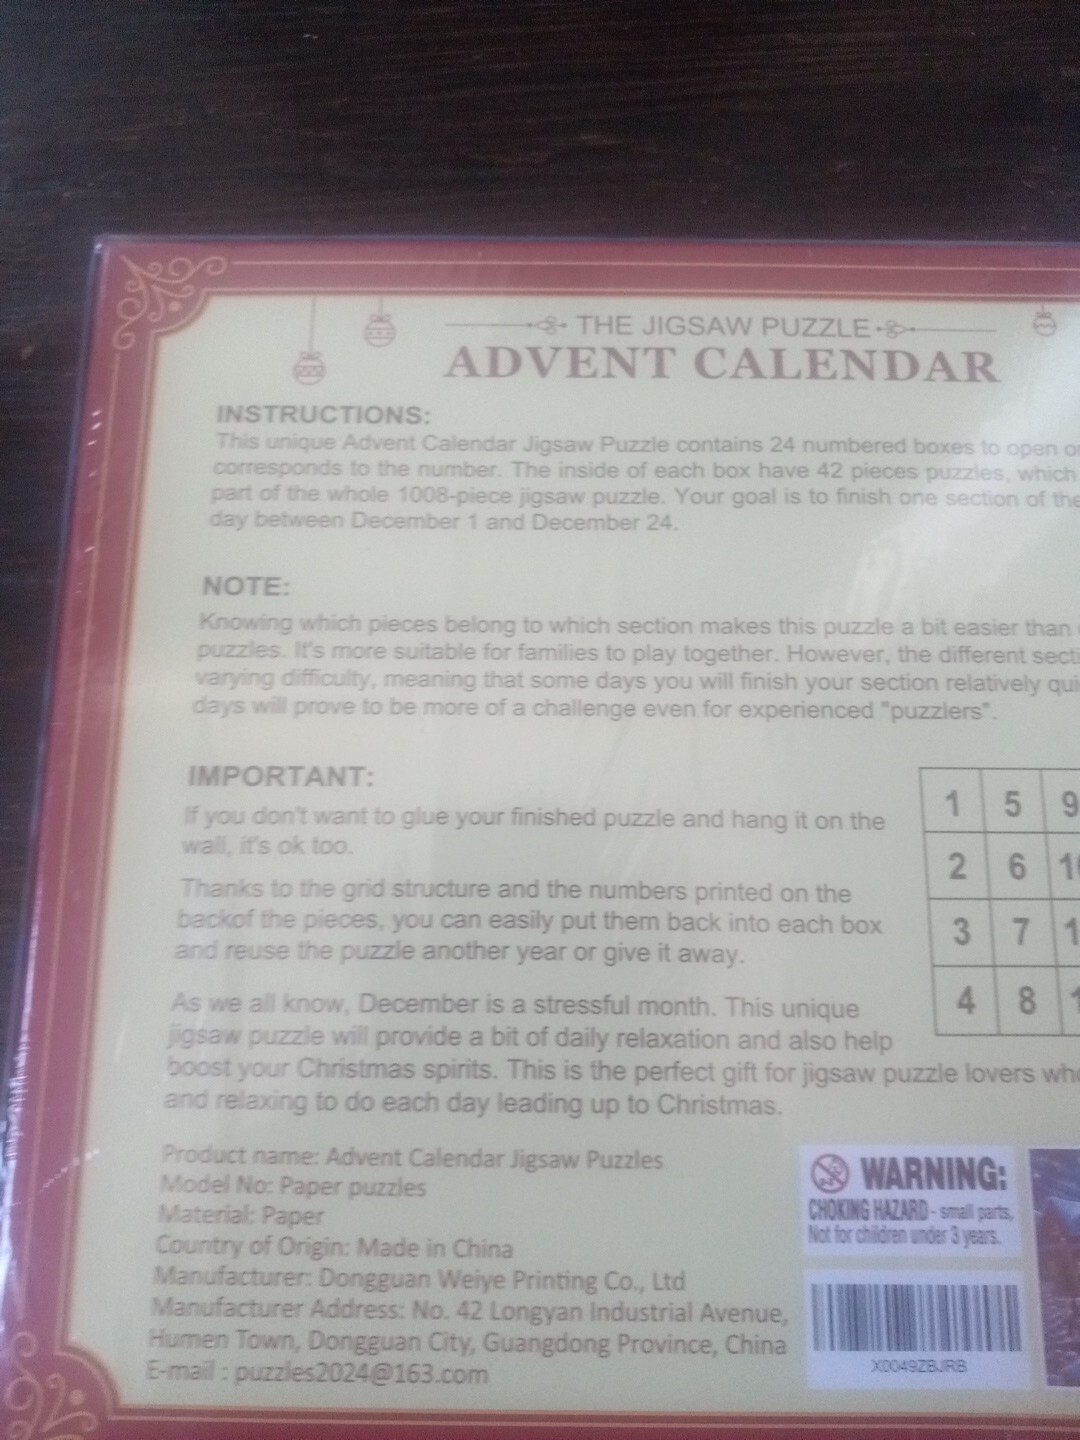 THE JIGSAW PUZZLE
ADVENT CALENDAR
INSTRUCTIONS:
This unique Advent Calendar Jigsaw Puzzle contains 24 numbered boxes to open
corresponds to the number. The inside of each box have 42 pieces puzzles, which
part of the whole 1008-piece jigsaw puzzle. Your goal is to finish one section of the
day between December 1 and December 24.
NOTE:
Knowing which pieces belong to which section makes this puzzle a bit easier than
puzzles. It's more suitable for families to play together. However, the different
varying difficulty, meaning that some days you will finish your section relatively
days will prove to be more of a challenge even for experienced "puzzlers".
IMPORTANT:
If you don't want to glue your finished puzzle and hang it on the
wall, it's ok too.
Thanks to the grid structure and the numbers printed on the
backof the pieces, you can easily put them back into each box
and reuse the puzzle another year or give it away.
As we all know, December is a stressful month. This unique
jigsaw puzzle will provide a bit of daily relaxation and also help
boost your Christmas spirits. This is the perfect gift for jigsaw puzzle lovers
and relaxing to do each day leading up to Christmas.
1 5 9
2 6
3 7
4 8
Product name: Advent Calendar Jigsaw Puzzles
Model No: Paper puzzles
Material: Paper
Country of Origin: Made in China
Manufacturer: Dongguan Weiye Printing Co., Ltd
Manufacturer Address: No. 42 Longyan Industrial Avenue,
Humen Town, Dongguan City, Guangdong Province, China
E-mail : puzzles2024@163.com
WARNING:
CHOKING HAZARD - small parts,
Not for children under 3 years.
X0049ZBJRB